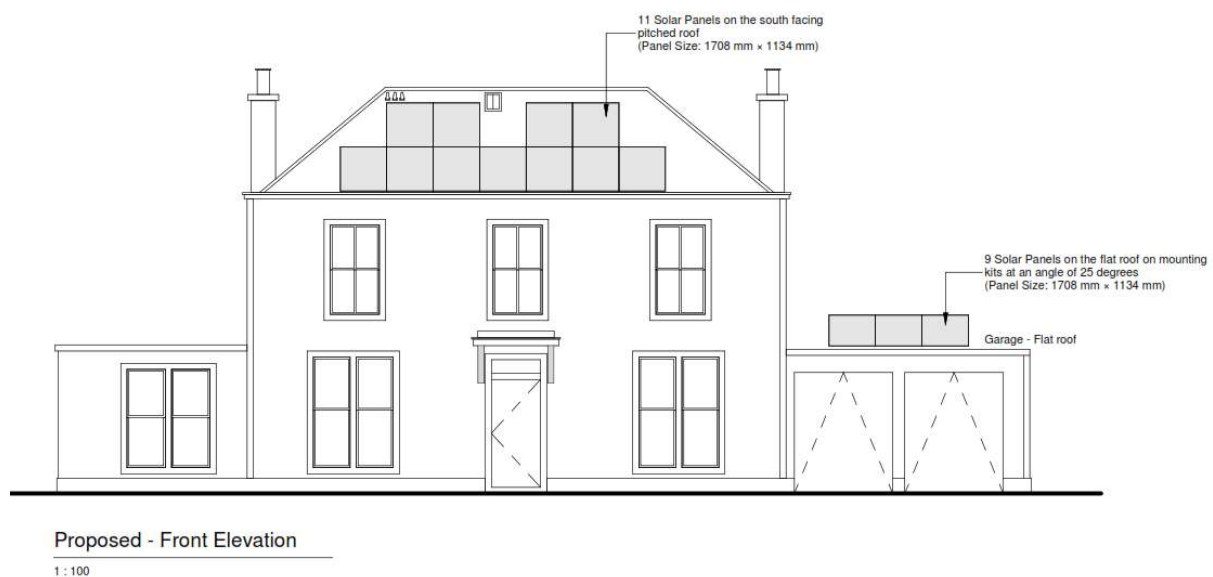 11 Solar Panels on the south facing
pitched roof
(Panel Size: 1708 mm × 1134 mm)
9 Solar Panels on the flat roof on mounting
kits at an angle of 25 degrees
(Panel Size: 1708 mm × 1134 mm)
Garage - Flat roof
Proposed - Front Elevation
1 : 100